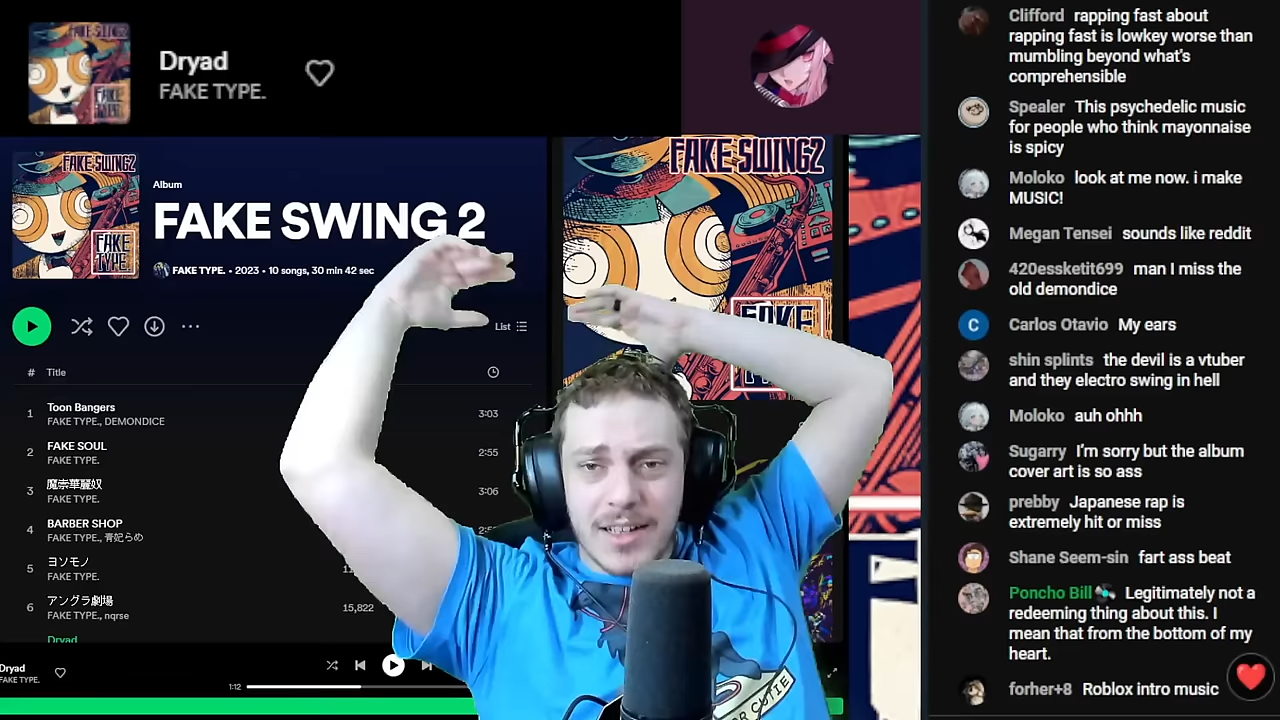 Dryad
FAKE TYPE.
FAKE SWING2
FAKE
TYPE
Album
FAKE SWING 2
FAKE TYPE. • 2023 • 10 songs, 30 min 42 sec
List
# Title
1 Toon Bangers 3:03
FAKE TYPE., DEMONDICE
2 FAKE SOUL 2:55
FAKE TYPE.
3 魔崇華麗奴 3:06
FAKE TYPE.
4 BARBER SHOP
FAKE TYPE., 青妃らめ
5 ヨソモノ
FAKE TYPE.
6 アングラ劇場 15,822
FAKE TYPE., nqrse
Dryad
Dryad
FAKE TYPE.
1:12
FAKE SWING2
FAKE
Clifford rapping fast about
rapping fast is lowkey worse than
mumbling beyond what's
comprehensible
Spealer This psychedelic music
for people who think mayonnaise
is spicy
Moloko look at me now. i make
MUSIC!
Megan Tensei sounds like reddit
420essketit699 man I miss the
old demondice
C
Carlos Otavio My ears
shin splints the devil is a vtuber
and they electro swing in hell
Moloko auh ohhh
Sugarry I'm sorry but the album
cover art is so ass
prebby Japanese rap is
extremely hit or miss
Shane Seem-sin fart ass beat
Poncho Bill Legitimately not a
redeeming thing about this. I
mean that from the bottom of my
heart.
forher+8 Roblox intro music